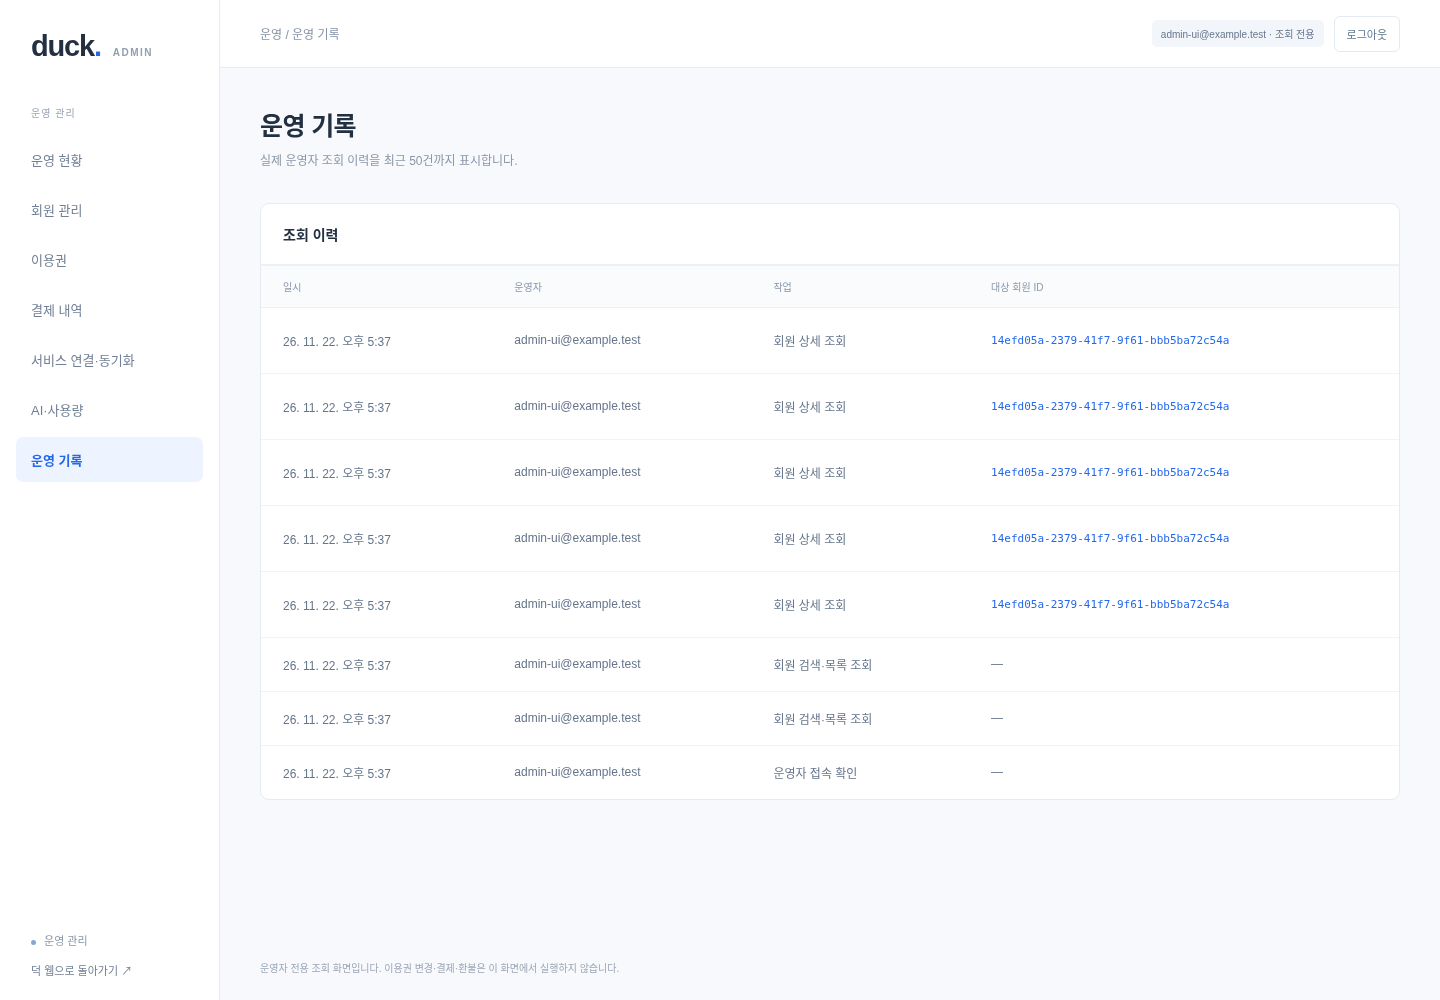 duck. ADMIN
운영 관리
운영 현황
회원 관리
이용권
결제 내역
서비스 연결·동기화
AI·사용량
운영 기록
운영 관리
덕 웹으로 돌아가기 ↗
운영 / 운영 기록
admin-ui@example.test · 조회 전용
로그아웃
운영 기록
실제 운영자 조회 이력을 최근 50건까지 표시합니다.
조회 이력
일시 운영자 작업 대상 회원 ID
26. 11. 22. 오후 5:37 admin-ui@example.test 회원 상세 조회 14efd05a-2379-41f7-9f61-bbb5ba72c54a
26. 11. 22. 오후 5:37 admin-ui@example.test 회원 상세 조회 14efd05a-2379-41f7-9f61-bbb5ba72c54a
26. 11. 22. 오후 5:37 admin-ui@example.test 회원 상세 조회 14efd05a-2379-41f7-9f61-bbb5ba72c54a
26. 11. 22. 오후 5:37 admin-ui@example.test 회원 상세 조회 14efd05a-2379-41f7-9f61-bbb5ba72c54a
26. 11. 22. 오후 5:37 admin-ui@example.test 회원 상세 조회 14efd05a-2379-41f7-9f61-bbb5ba72c54a
26. 11. 22. 오후 5:37 admin-ui@example.test 회원 검색·목록 조회 —
26. 11. 22. 오후 5:37 admin-ui@example.test 회원 검색·목록 조회 —
26. 11. 22. 오후 5:37 admin-ui@example.test 운영자 접속 확인 —
운영자 전용 조회 화면입니다. 이용권 변경·결제·환불은 이 화면에서 실행하지 않습니다.